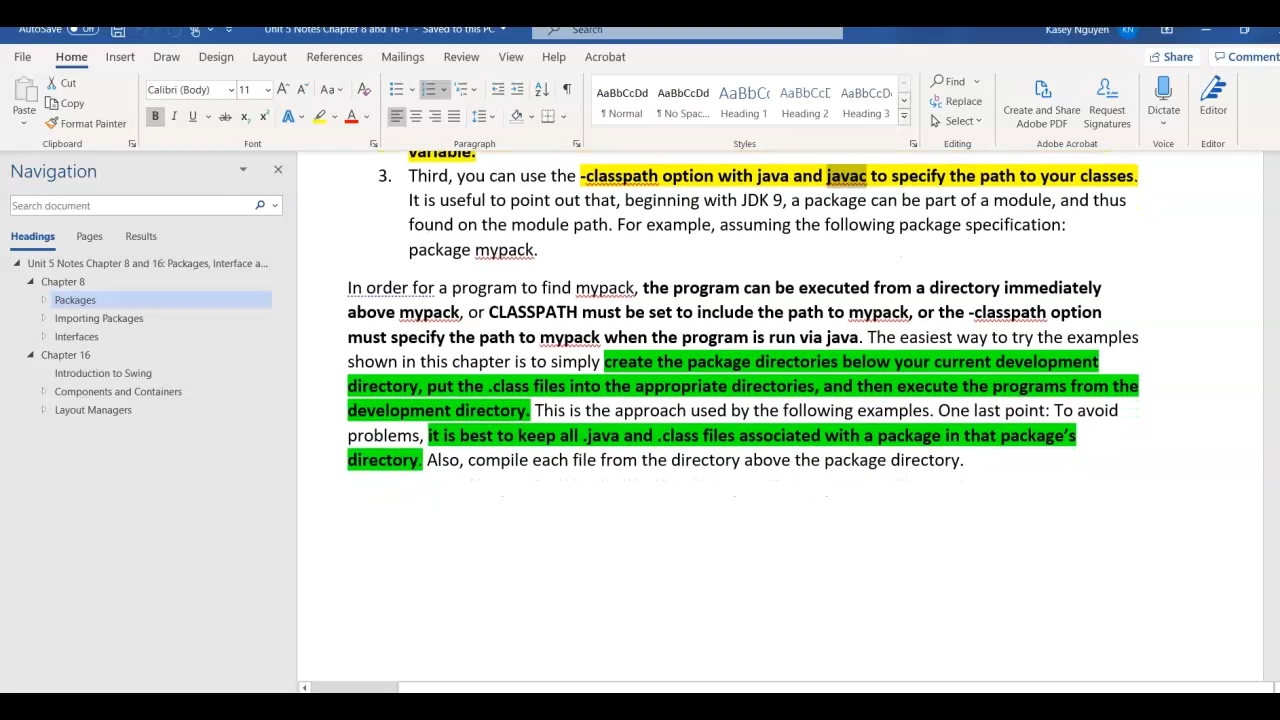 AutoSave Off Unit 5 Notes Chapter 8 and 16-1 - Saved to this PC Search Kasey Nguyen KN
File Home Insert Draw Design Layout References Mailings Review View Help Acrobat Share Comment
Paste Cut Copy Format Painter
Calibri (Body) 11
AaBbCcDd AaBbCcDd AaBbC AaBbCcD AaBbCcD
¶ Normal ¶ No Spac... Heading 1 Heading 2 Heading 3
Find Replace Select
Create and Share Adobe PDF Request Signatures Dictate Editor
Clipboard Font Paragraph Styles Editing Adobe Acrobat Voice Editor
Navigation
Search document
Headings Pages Results
Unit 5 Notes Chapter 8 and 16: Packages, Interface a...
Chapter 8
Packages
Importing Packages
Interfaces
Chapter 16
Introduction to Swing
Components and Containers
Layout Managers
variable.
3. Third, you can use the -classpath option with java and javac to specify the path to your classes.
It is useful to point out that, beginning with JDK 9, a package can be part of a module, and thus
found on the module path. For example, assuming the following package specification:
package mypack.
In order for a program to find mypack, the program can be executed from a directory immediately
above mypack, or CLASSPATH must be set to include the path to mypack, or the -classpath option
must specify the path to mypack when the program is run via java. The easiest way to try the examples
shown in this chapter is to simply create the package directories below your current development
directory, put the .class files into the appropriate directories, and then execute the programs from the
development directory. This is the approach used by the following examples. One last point: To avoid
problems, it is best to keep all .java and .class files associated with a package in that package's
directory. Also, compile each file from the directory above the package directory.